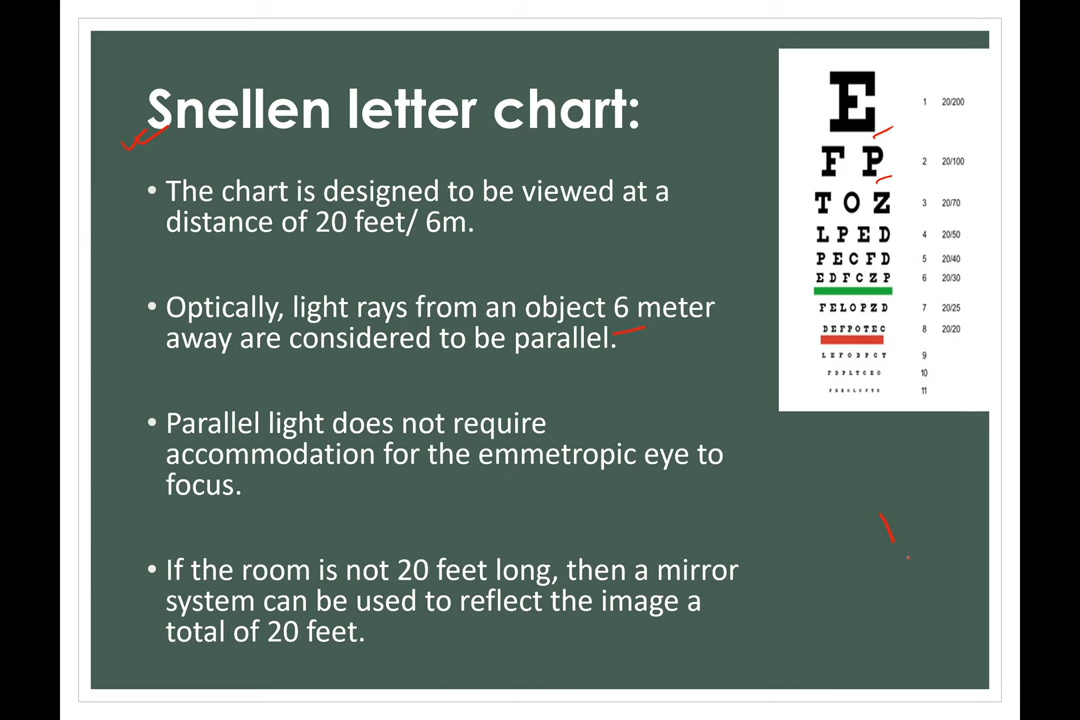 Snellen letter chart:
• The chart is designed to be viewed at a
distance of 20 feet/ 6m.
• Optically, light rays from an object 6 meter
away are considered to be parallel.
• Parallel light does not require
accommodation for the emmetropic eye to
focus.
• If the room is not 20 feet long, then a mirror
system can be used to reflect the image a
total of 20 feet.
E 1 20/200
F P 2 20/100
T O Z 3 20/70
L P E D 4 20/50
P E C F D 5 20/40
E D F C Z P 6 20/30
F E L O P Z D 7 20/25
D E F P O T E C 8 20/20
L E F O D P C T 9
F D P L T C E O 10
11